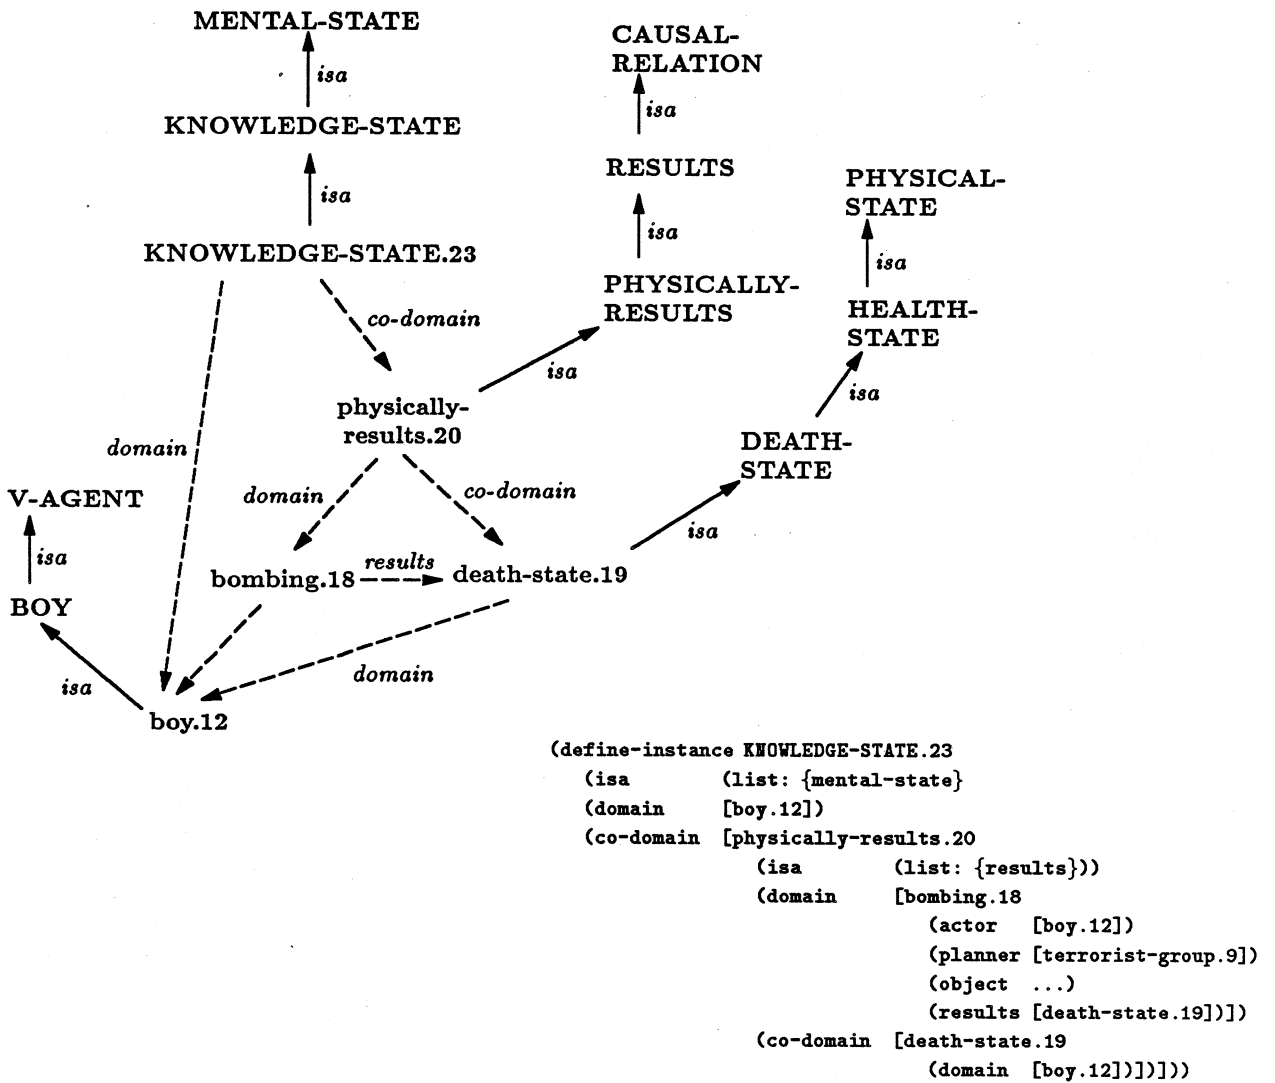 MENTAL-STATE
CAUSAL-
RELATION
isa
isa
KNOWLEDGE-STATE
RESULTS
PHYSICAL-
STATE
isa
isa
isa
KNOWLEDGE-STATE.23
PHYSICALLY-
RESULTS
HEALTH-
STATE
co-domain
isa
isa
physically-
results.20
domain
DEATH-
STATE
V-AGENT
domain
co-domain
isa
isa
results
bombing.18
death-state.19
BOY
isa
domain
boy.12
(define-instance KNOWLEDGE-STATE.23
(isa (list: {mental-state}
(domain [boy.12])
(co-domain [physically-results.20
(isa (list: {results}))
(domain [bombing.18
(actor [boy.12])
(planner [terrorist-group.9])
(object ...)
(results [death-state.19])])
(co-domain [death-state.19
(domain [boy.12])])]))